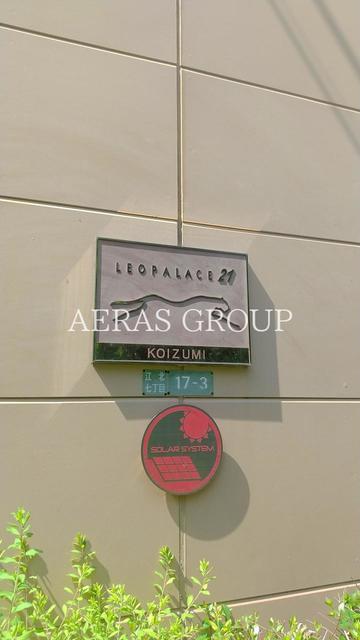 LEOPALACE 21
AERAS GROUP
KOIZUMI
江北
七丁目 17-3
SOLAR SYSTEM